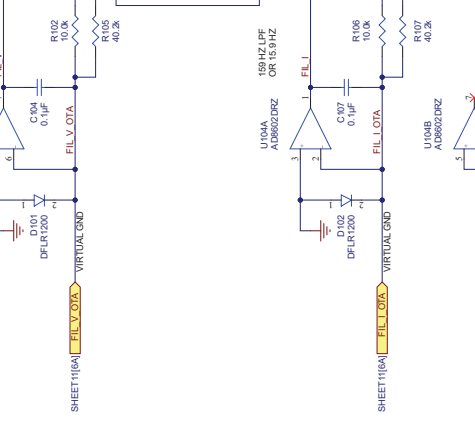 R102
10.0k
R105
40.2k
C104
0.1µF
FIL_V_OTA
6
1
2
D101
DFLR1200
VIRTUAL GND
FIL_V_OTA
SHEET11[6A]
159 HZ LPF
OR 15.9 HZ
FIL_I
R106
10.0k
R107
40.2k
1
C107
0.1µF
FIL_I_OTA
U104A
AD8602DRZ
3
2
1
2
D102
DFLR1200
VIRTUAL GND
FIL_I_OTA
SHEET11[6A]
U104B
AD8602DRZ
7
5